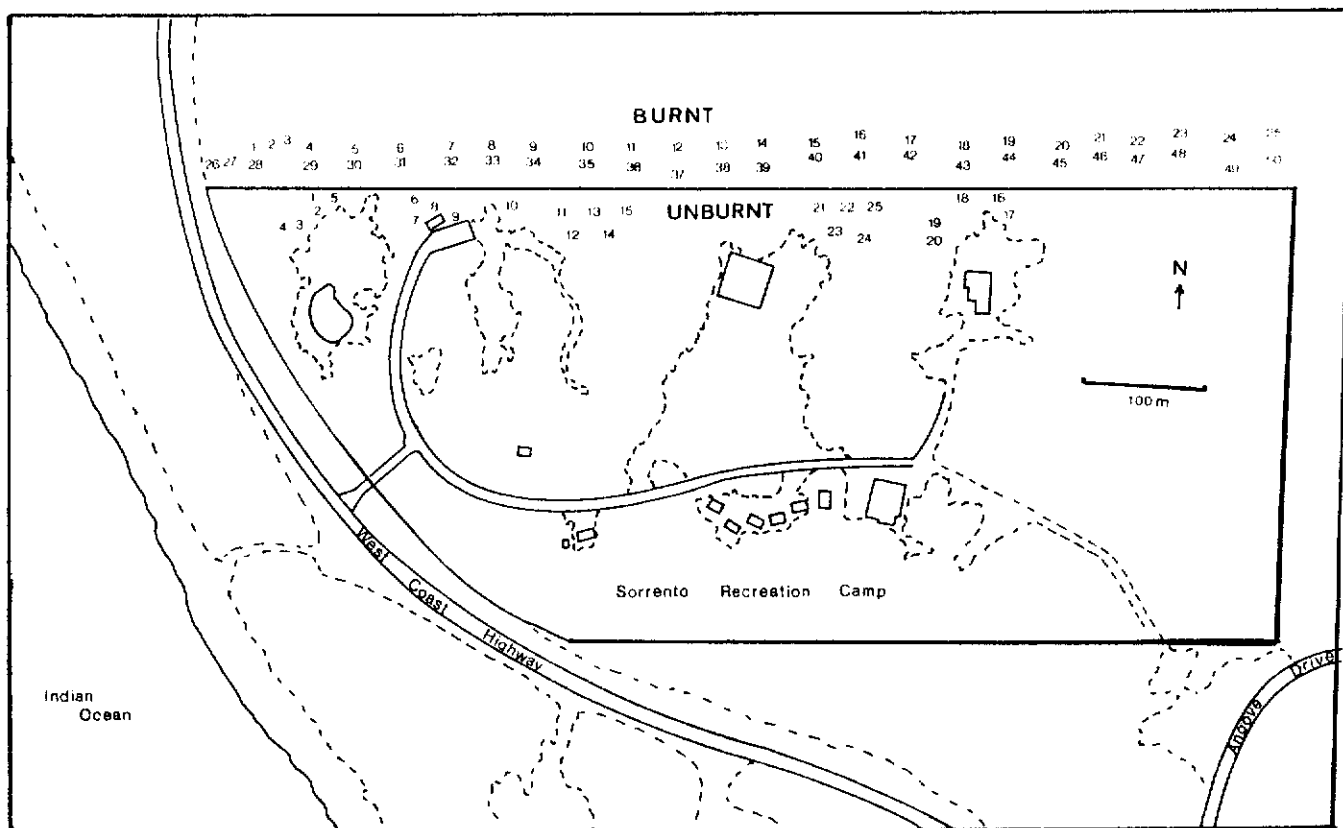 BURNT
1 2 3 4 5 6 7 8 9 10 11 12 13 14 15 16 17 18 19 20 21 22 23 24 25
26 27 28 29 30 31 32 33 34 35 36 37 38 39 40 41 42 43 44 45 46 47 48 49 50
UNBURNT
2 5 6 8 10 11 13 15 21 22 25 18 16
4 3 7 9 12 14 23 24 19 17
20
N
100 m
West Coast Highway
Sorrento Recreation Camp
Indian
Ocean
Angove Drive